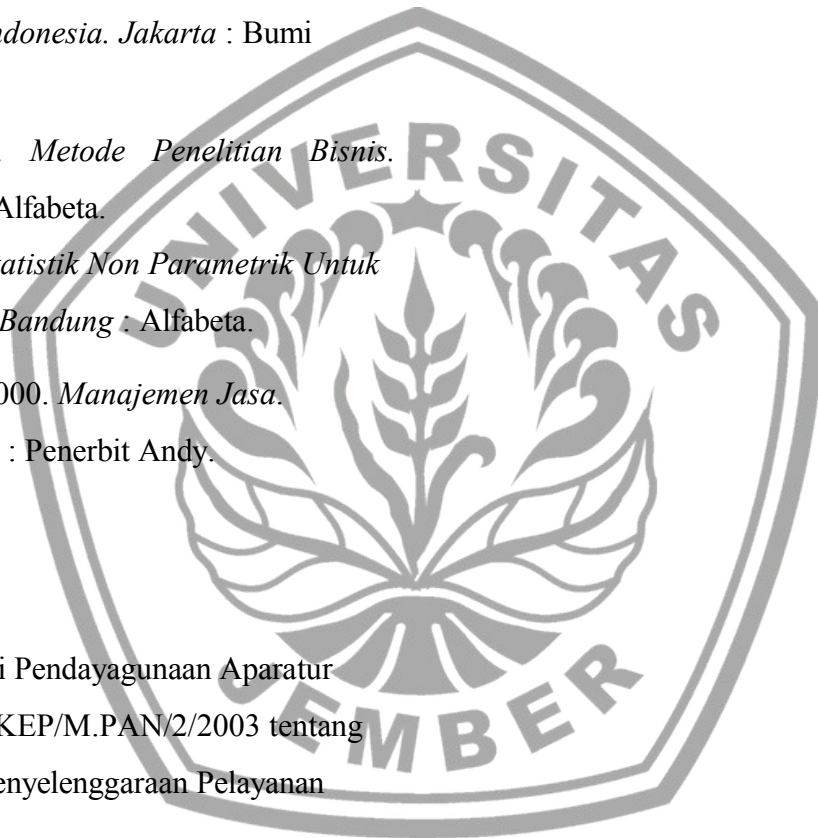 ndonesia. Jakarta : Bumi
. Metode Penelitian Bisnis.
Alfabeta.
tatistik Non Parametrik Untuk
Bandung : Alfabeta.
000. Manajemen Jasa.
: Penerbit Andy.
i Pendayagunaan Aparatur
KEP/M.PAN/2/2003 tentang
enyelenggaraan Pelayanan
UNIVERSITAS
JEMBER